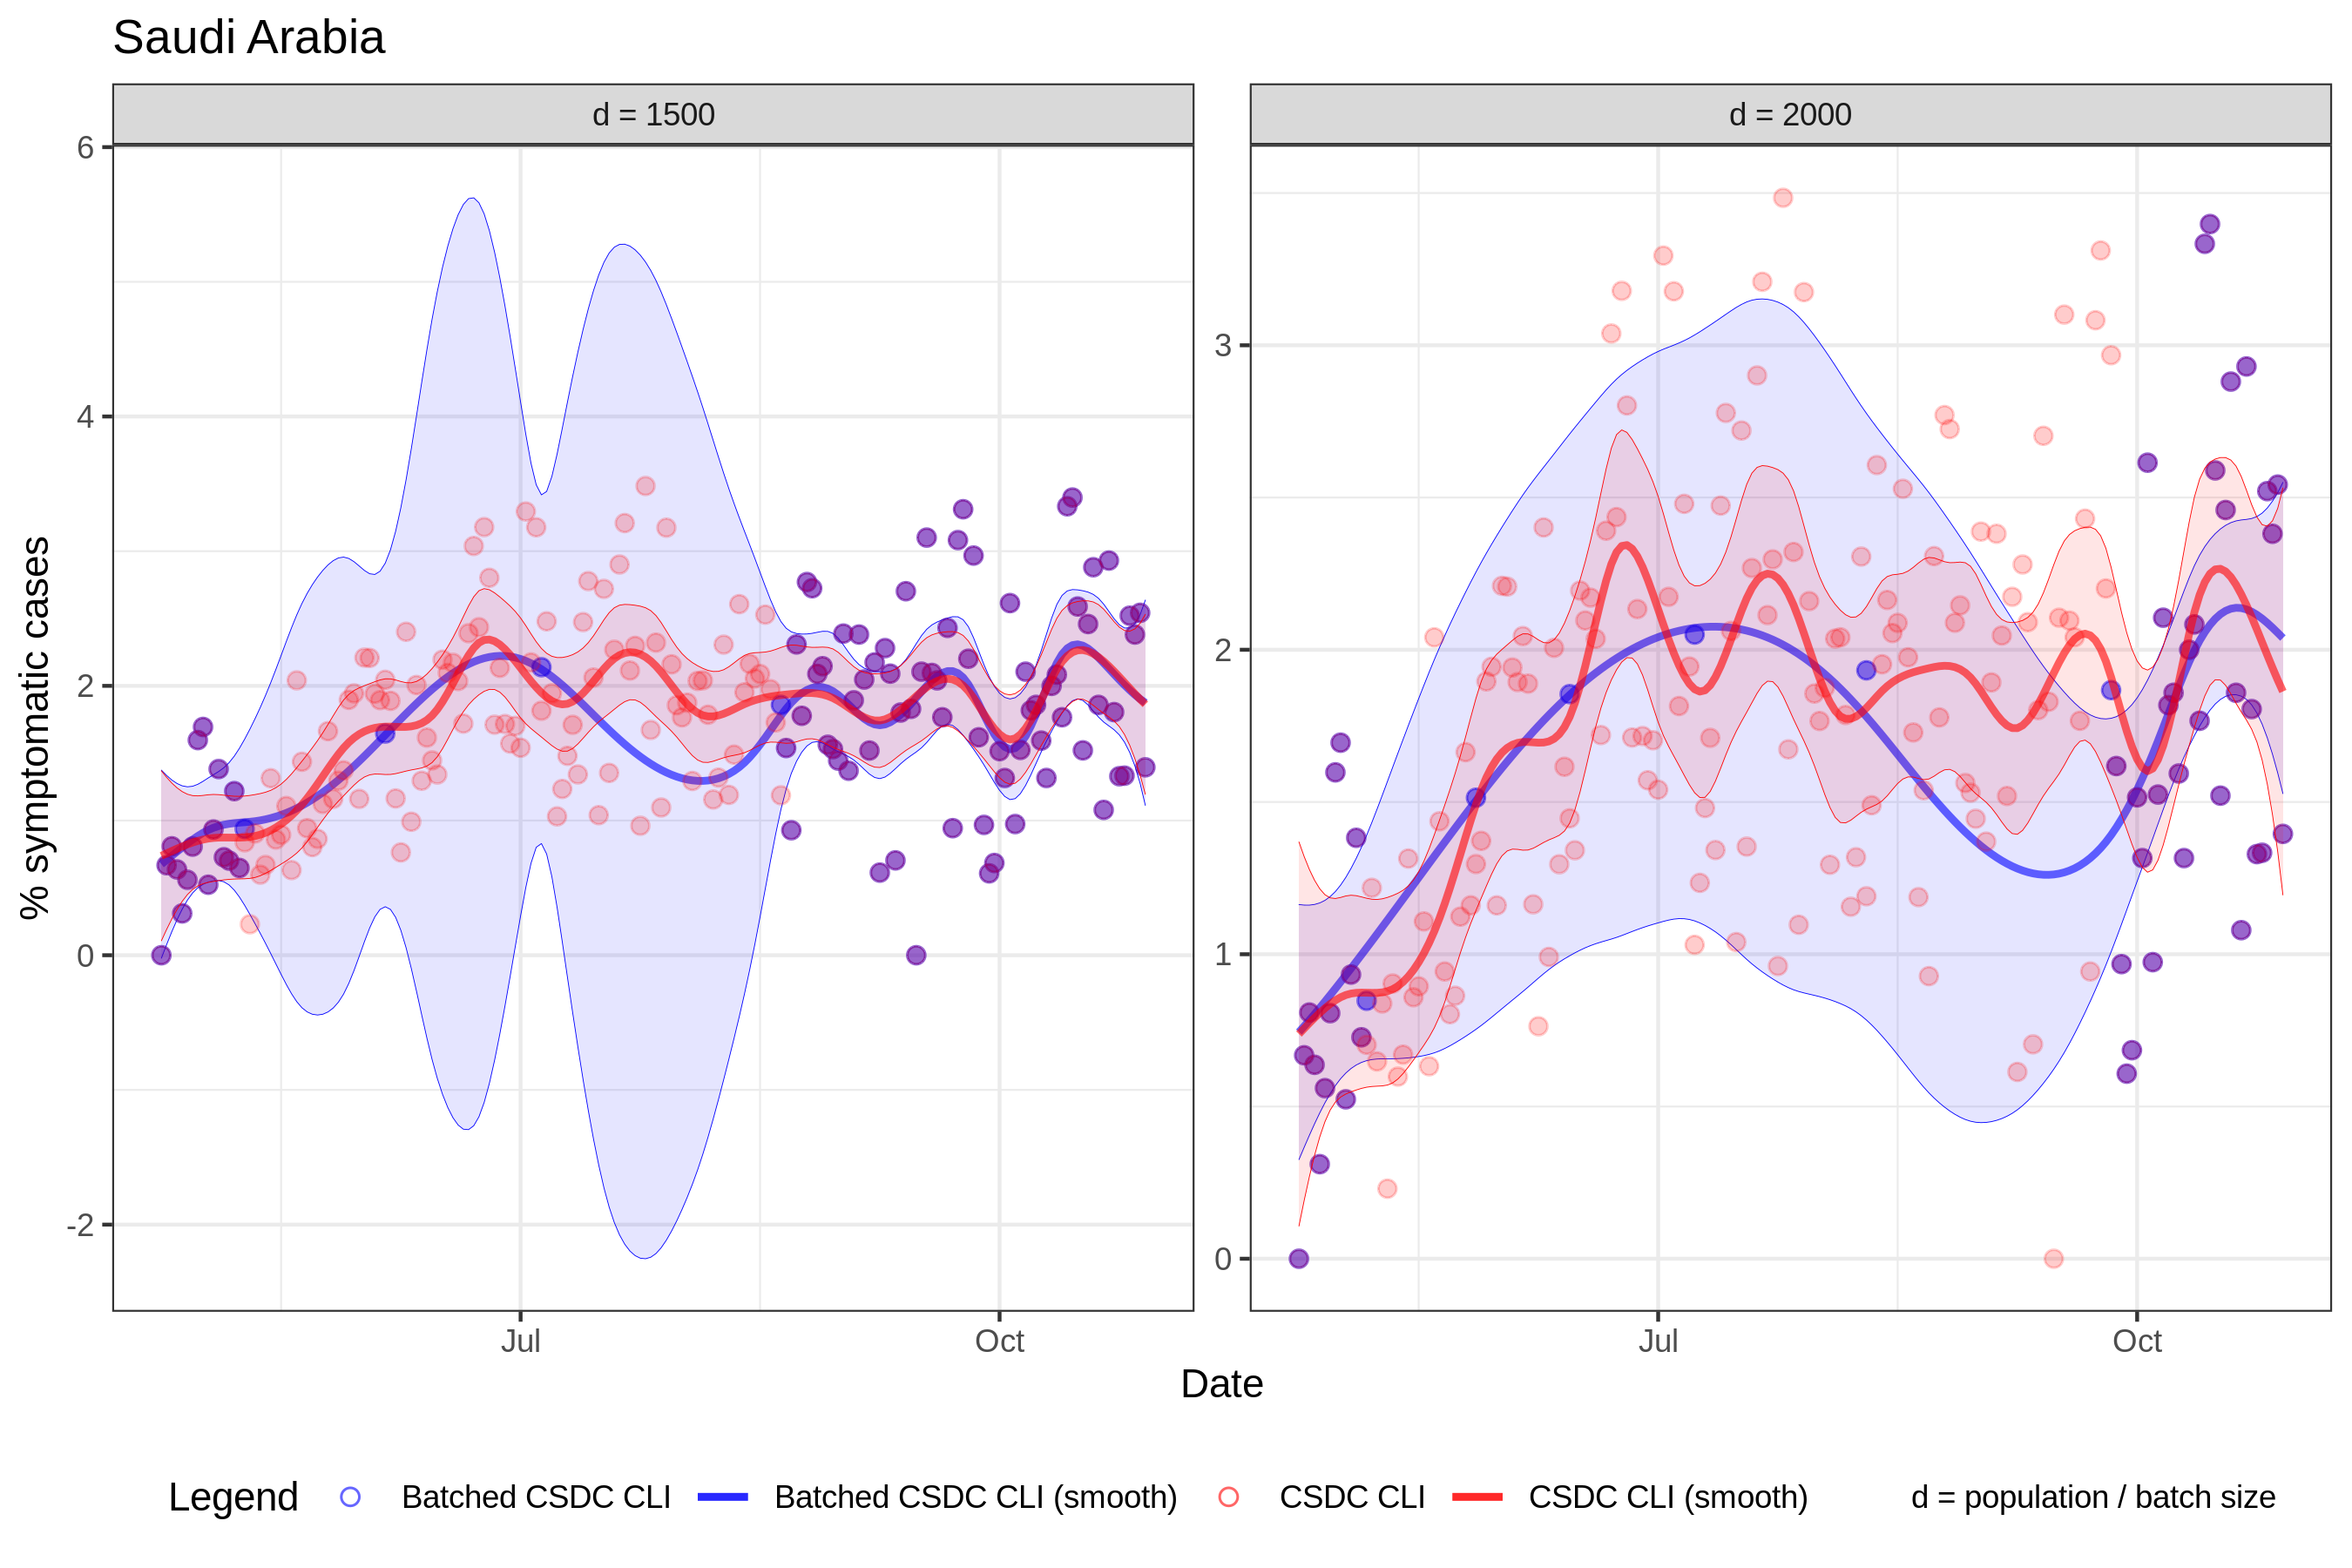 Saudi Arabia
d = 1500
d = 2000
% symptomatic cases
6
4
2
0
-2
3
2
1
0
Jul
Oct
Jul
Oct
Date
Legend
Batched CSDC CLI
Batched CSDC CLI (smooth)
CSDC CLI
CSDC CLI (smooth)
d = population / batch size